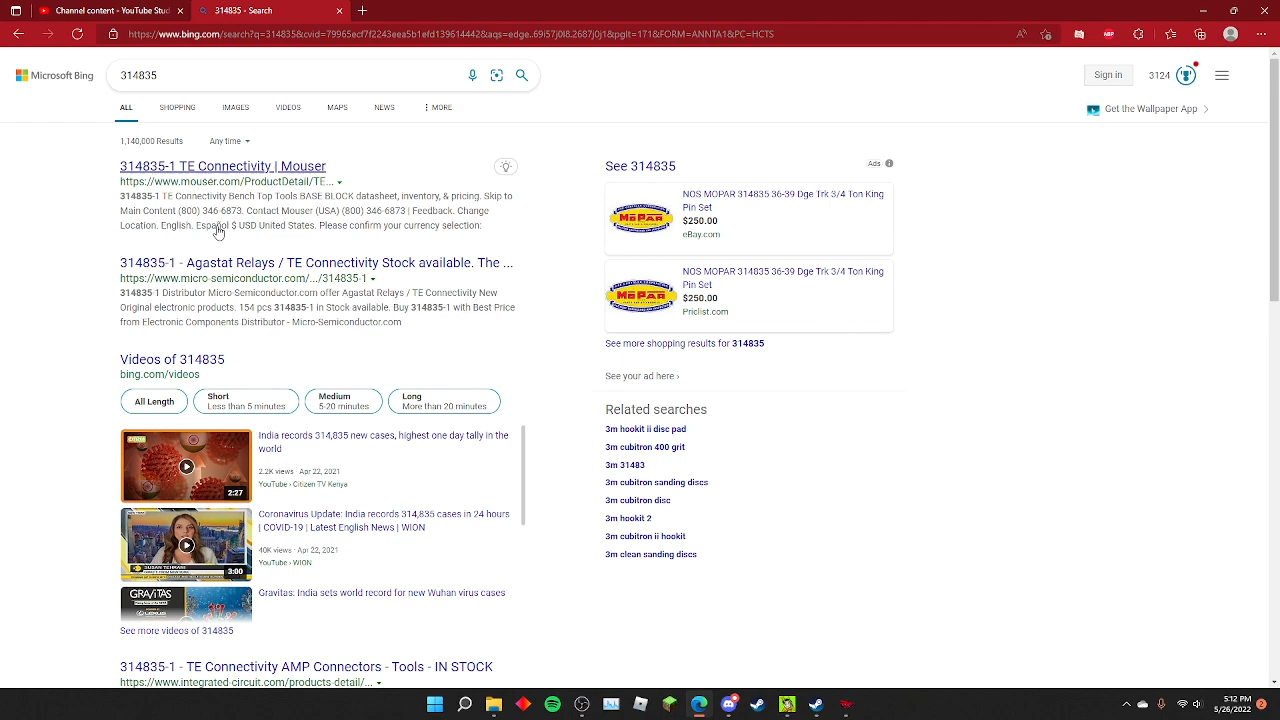 Channel content - YouTube Stud
314835 - Search
https://www.bing.com/search?q=314835&cvid=79965ecf7f2243eea5b1efd139614445&aqs=edge..69i57j0l8.2687j0j1&pglt=171&FORM=ANNTA1&PC=HCTS
Microsoft Bing
314835
Sign in
3124
ALL
SHOPPING
IMAGES
VIDEOS
MAPS
NEWS
MORE
Get the Wallpaper App
1,140,000 Results
Any time
314835-1 TE Connectivity | Mouser
https://www.mouser.com/ProductDetail/TE...
314835-1 TE Connectivity Bench Top Tools BASE BLOCK datasheet, inventory, & pricing. Skip to
Main Content (800) 346-6873. Contact Mouser (USA) (800) 346-6873 | Feedback. Change
Location. English. Español $ USD United States. Please confirm your currency selection:
314835-1 - Agastat Relays / TE Connectivity Stock available. The ...
https://www.micro-semiconductor.com/.../314835-1
314835-1 Distributor Micro-Semiconductor.com offer Agastat Relays / TE Connectivity New
Original electronic products. 154 pcs 314835-1 in Stock available. Buy 314835-1 with Best Price
from Electronic Components Distributor - Micro-Semiconductor.com
Videos of 314835
bing.com/videos
All Length
Short
Less than 5 minutes
Medium
5-20 minutes
Long
More than 20 minutes
2:27
India records 314,835 new cases, highest one day tally in the
world
2.2K views · Apr 22, 2021
YouTube › Citizen TV Kenya
SUSAN TEHRANI
3:00
Coronavirus Update: India records 314,835 cases in 24 hours
| COVID-19 | Latest English News | WION
40K views · Apr 22, 2021
YouTube › WION
GRAVITAS
LEXUS
Gravitas: India sets world record for new Wuhan virus cases
See more videos of 314835
314835-1 - TE Connectivity AMP Connectors - Tools - IN STOCK
https://www.integrated-circuit.com/products-detail/...
See 314835
Ads
MOPAR
NOS MOPAR 314835 36-39 Dge Trk 3/4 Ton King
Pin Set
$250.00
eBay.com
MOPAR
NOS MOPAR 314835 36-39 Dge Trk 3/4 Ton King
Pin Set
$250.00
Priclist.com
See more shopping results for 314835
See your ad here ›
Related searches
3m hookit ii disc pad
3m cubitron 400 grit
3m 31483
3m cubitron sanding discs
3m cubitron disc
3m hookit 2
3m cubitron ii hookit
3m clean sanding discs
5:12 PM
5/26/2022
2